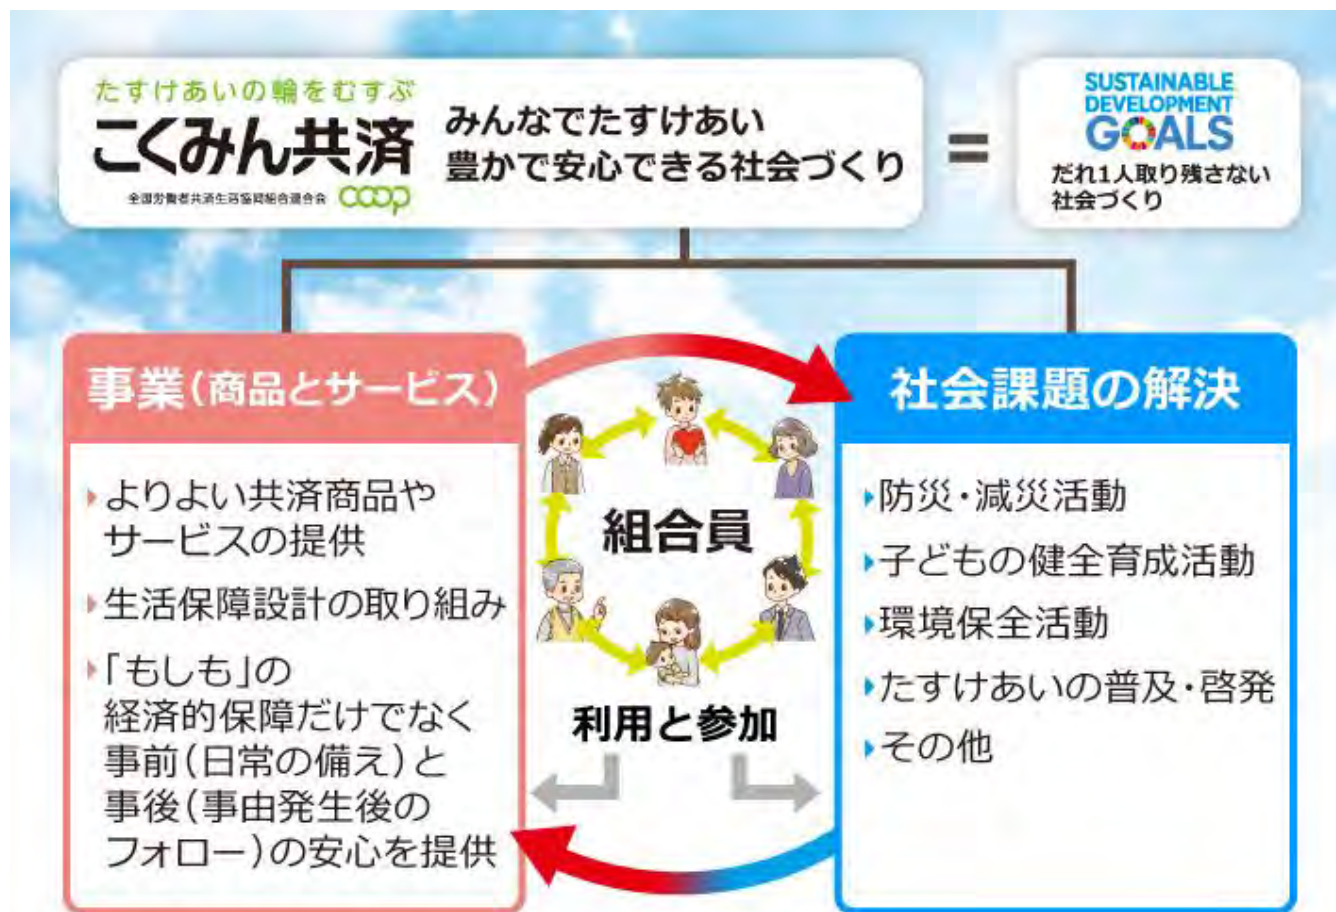 たすけあいの輪をむすぶ
こくみん共済
全国労働者共済生活協同組合連合会 coop
みんなでたすけあい
豊かで安心できる社会づくり
=
SUSTAINABLE
DEVELOPMENT
GOALS
だれ1人取り残さない
社会づくり
事業(商品とサービス)
よりよい共済商品や
サービスの提供
生活保障設計の取り組み
「もしも」の
経済的保障だけでなく
事前(日常の備え)と
事後(事由発生後の
フォロー)の安心を提供
組合員
利用と参加
社会課題の解決
防災・減災活動
子どもの健全育成活動
環境保全活動
たすけあいの普及・啓発
その他